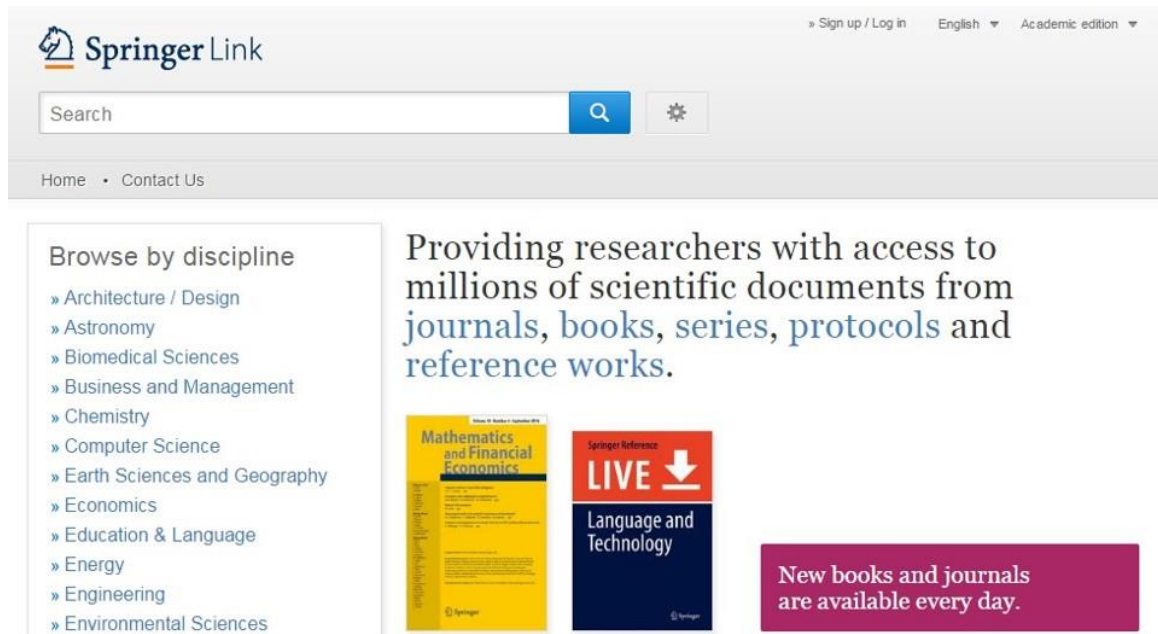 » Sign up / Log in English Academic edition
Springer Link
Search
Home • Contact Us
Browse by discipline
» Architecture / Design
» Astronomy
» Biomedical Sciences
» Business and Management
» Chemistry
» Computer Science
» Earth Sciences and Geography
» Economics
» Education & Language
» Energy
» Engineering
» Environmental Sciences
Providing researchers with access to
millions of scientific documents from
journals, books, series, protocols and
reference works.
Mathematics
and Financial
Economics
Springer
Springer Reference
LIVE
Language and
Technology
Springer
New books and journals
are available every day.